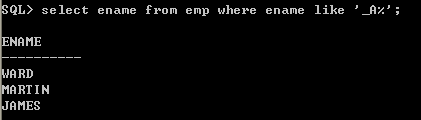 SQL> select ename from emp where ename like '_A%';
ENAME
----------
WARD
MARTIN
JAMES